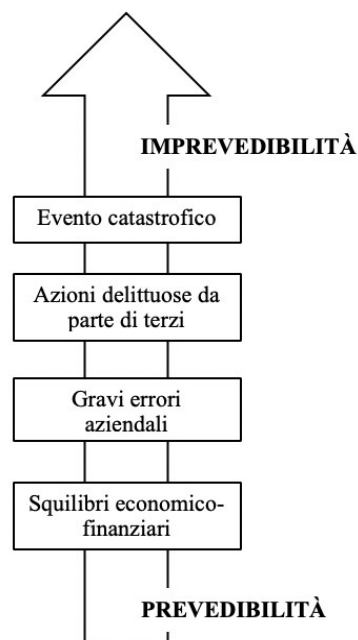 IMPREVEDIBILITÀ
Evento catastrofico
Azioni delittuose da
parte di terzi
Gravi errori
aziendali
Squilibri economico-
finanziari
PREVEDIBILITÀ